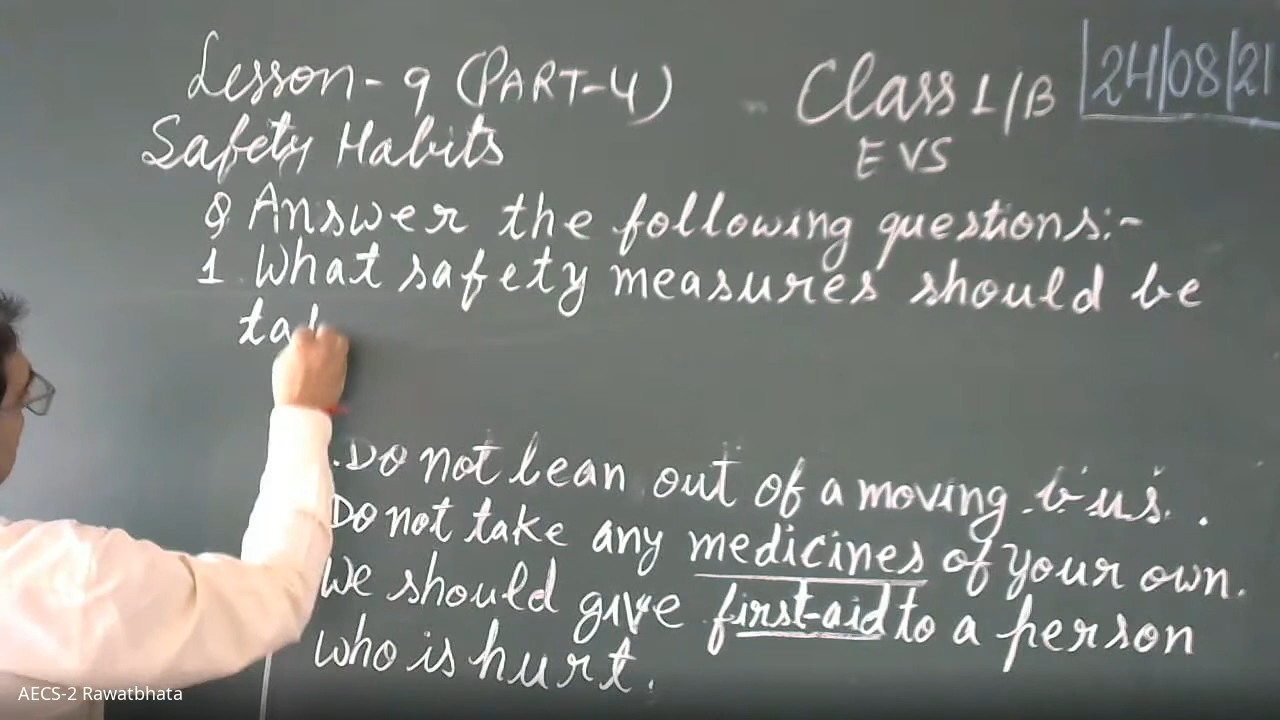 Lesson-9 (PART-4)
Class I/B
24/08/21
Safety Habits
EVS
Q Answer the following questions:-
1. What safety measures should be
ta
.Do not lean out of a moving bus.
Do not take any medicines of your own.
We should give first-aid to a person
who is hurt.
AECS-2 Rawatbhata